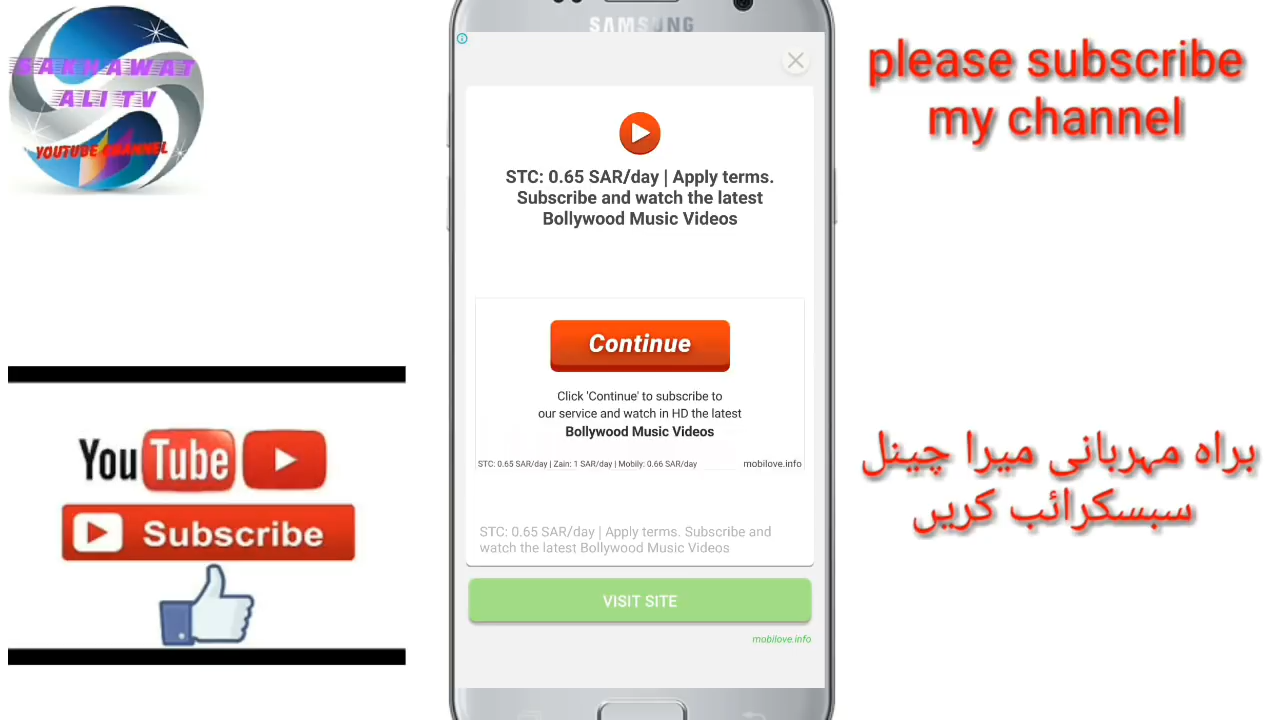 SAKHAWAT
ALI TV
YOUTUBE CHANNEL
SAMSUNG
please subscribe
my channel
STC: 0.65 SAR/day | Apply terms.
Subscribe and watch the latest
Bollywood Music Videos
Continue
Click 'Continue' to subscribe to
our service and watch in HD the latest
Bollywood Music Videos
STC: 0.65 SAR/day | Zain: 1 SAR/day | Mobily: 0.66 SAR/day
mobilove.info
STC: 0.65 SAR/day | Apply terms. Subscribe and
watch the latest Bollywood Music Videos
VISIT SITE
mobilove.info
YouTube
Subscribe
براہ مہربانی میرا چینل
سبسکرائب کریں